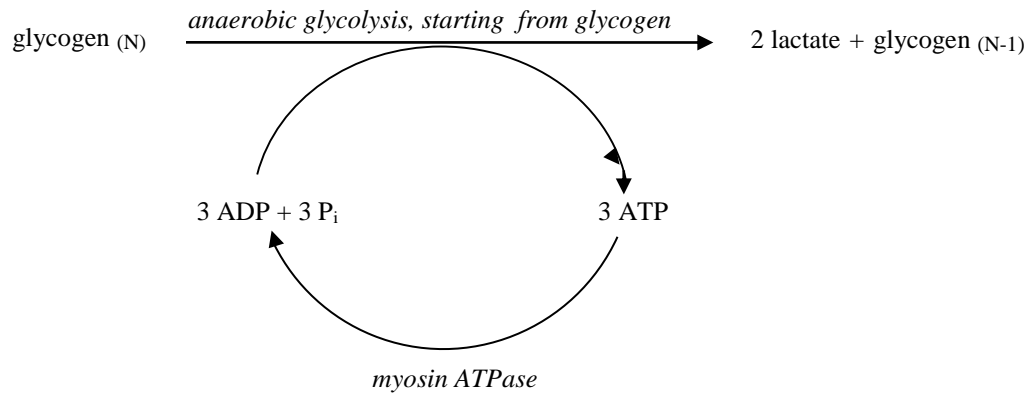 anaerobic glycolysis, starting from glycogen
glycogen (N) 2 lactate + glycogen (N-1)
3 ADP + 3 Pi 3 ATP
myosin ATPase